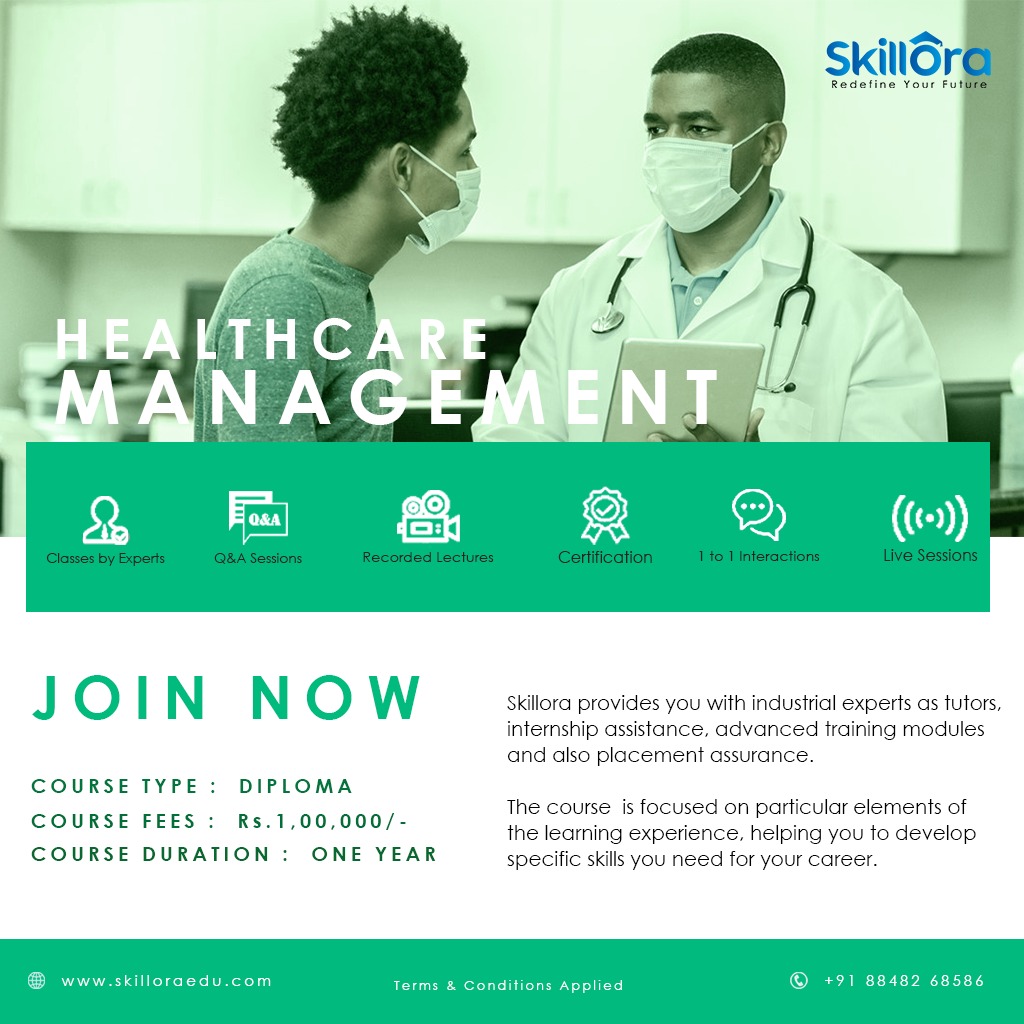 Skillora
Redefine Your Future
HEALTHCARE
MANAGEMENT
Q&A
Classes by Experts
Q&A Sessions
Recorded Lectures
Certification
1 to 1 Interactions
Live Sessions
JOIN NOW
COURSE TYPE : DIPLOMA
COURSE FEES : Rs.1,00,000/-
COURSE DURATION : ONE YEAR
Skillora provides you with industrial experts as tutors,
internship assistance, advanced training modules
and also placement assurance.
The course is focused on particular elements of
the learning experience, helping you to develop
specific skills you need for your career.
www.skilloraedu.com
Terms & Conditions Applied
+91 88482 68586